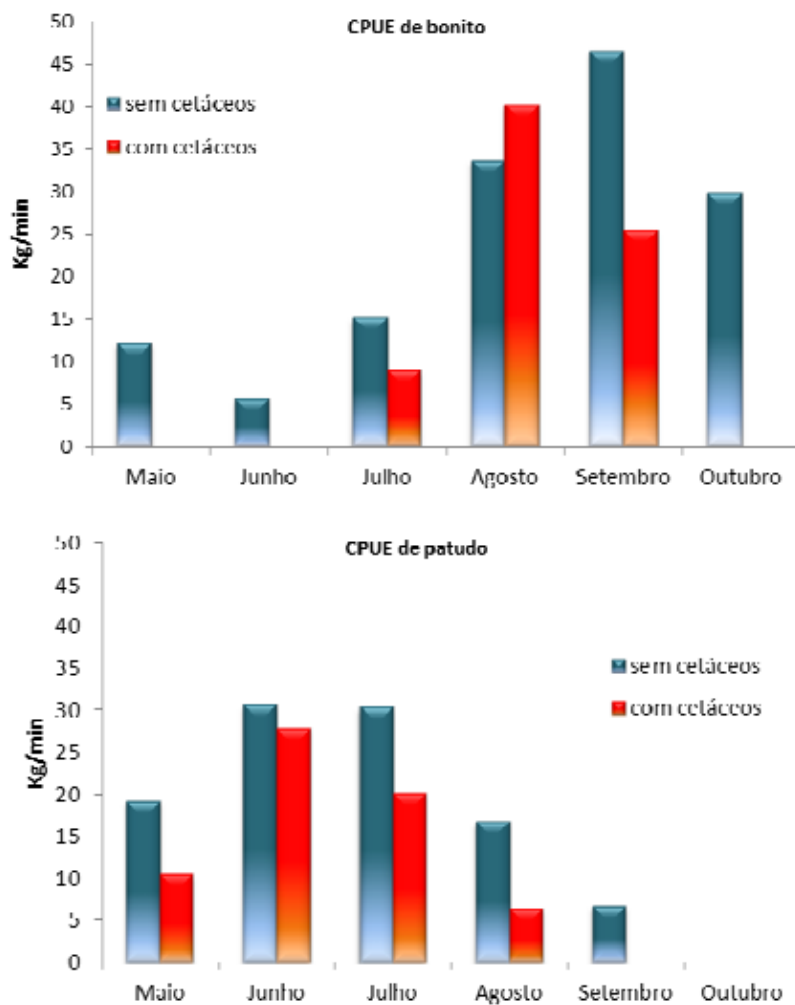 CPUE de bonito
50
45
40
35
30
25
20
15
10
5
0
Kg/min
sem cetáceos
com cetáceos
Maio Junho Julho Agosto Setembro Outubro
CPUE de patudo
50
45
40
35
30
25
20
15
10
5
0
Kg/min
sem cetáceos
com cetáceos
Maio Junho Julho Agosto Setembro Outubro